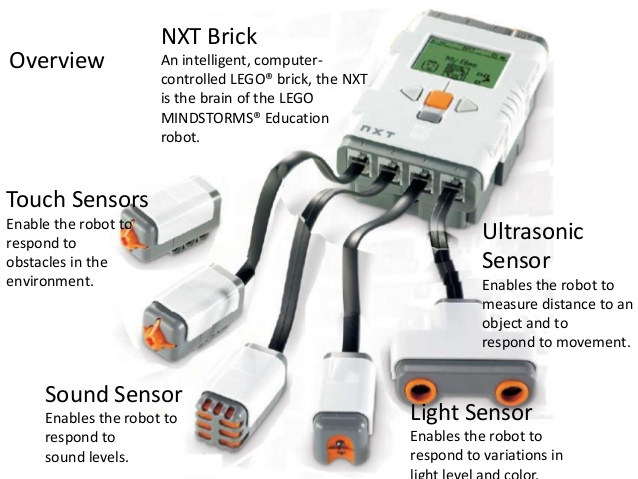 Overview
NXT Brick
An intelligent, computer-
controlled LEGO® brick, the NXT
is the brain of the LEGO
MINDSTORMS® Education
robot.
My Files
NXT
Touch Sensors
Enable the robot to
respond to
obstacles in the
environment.
Ultrasonic
Sensor
Enables the robot to
measure distance to an
object and to
respond to movement.
Sound Sensor
Enables the robot to
respond to
sound levels.
Light Sensor
Enables the robot to
respond to variations in
light level and color.